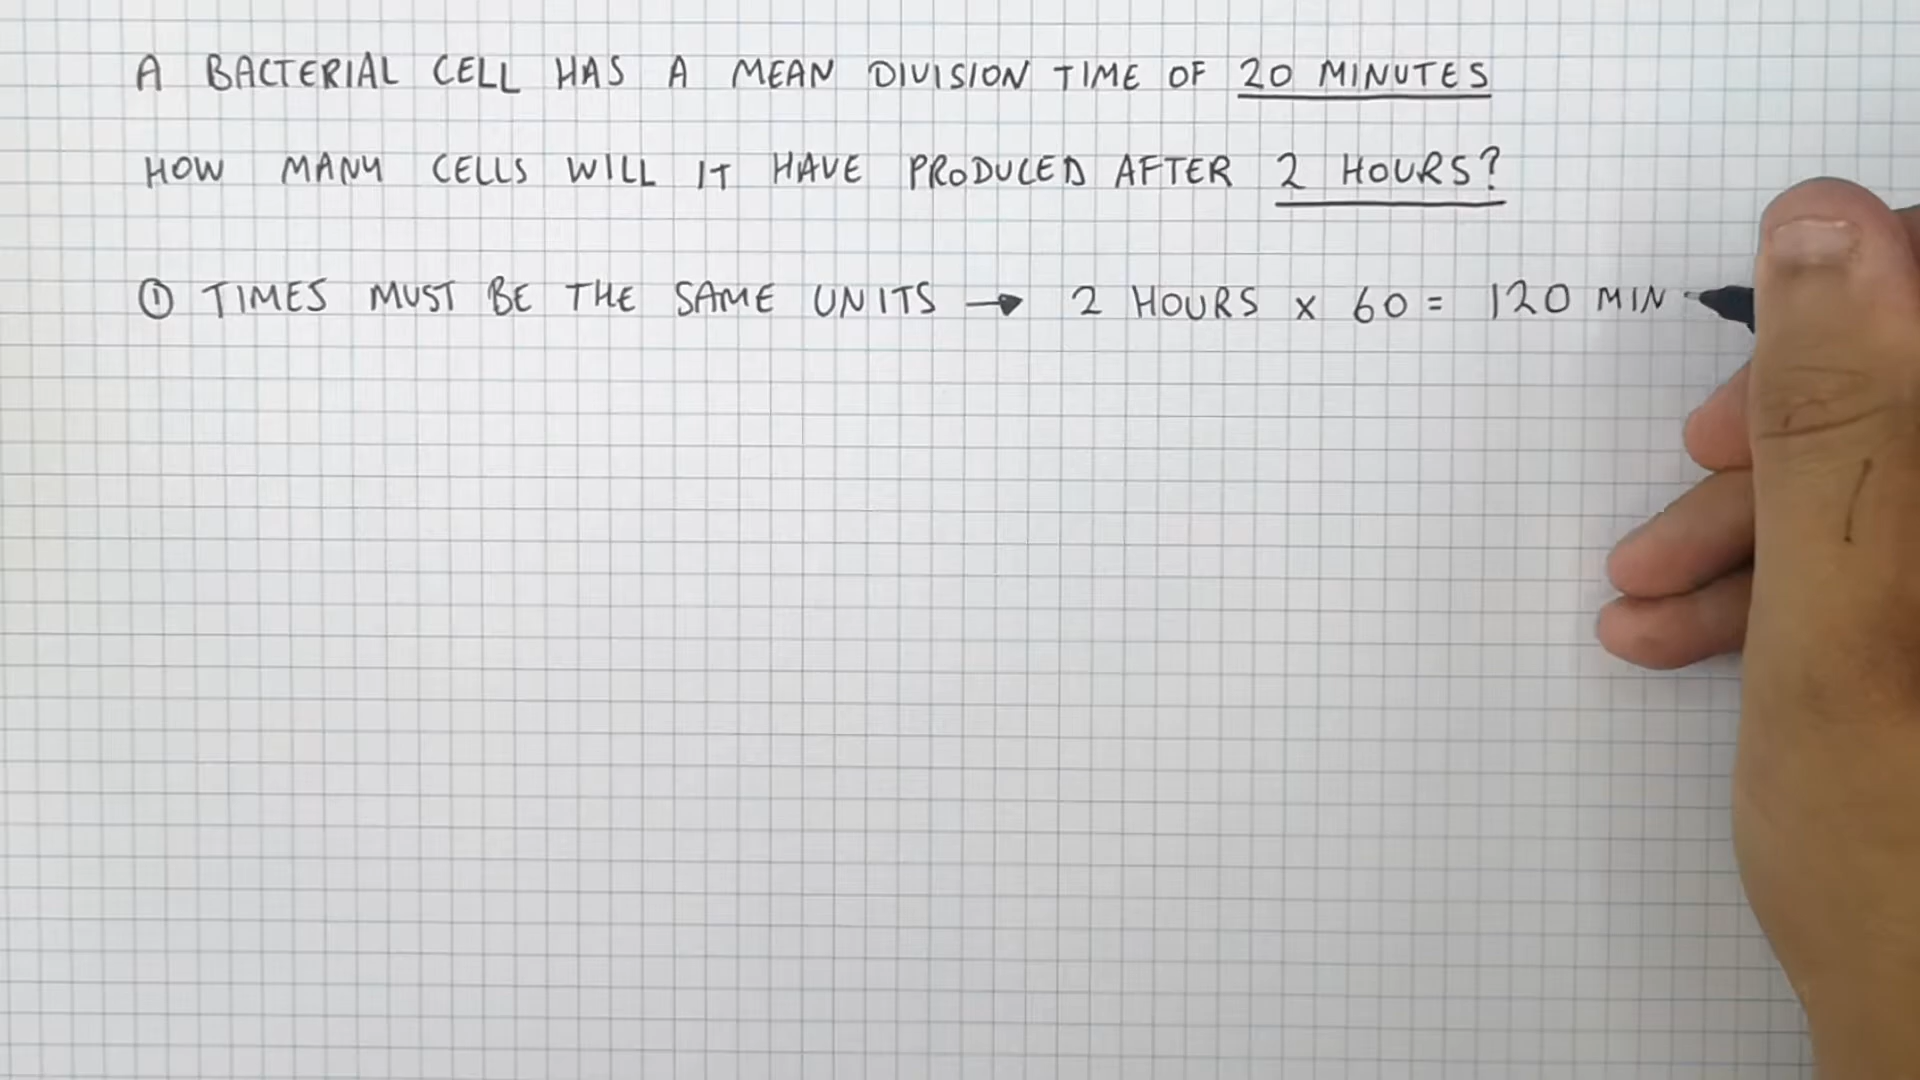 A BACTERIAL CELL HAS A MEAN DIVISION TIME OF 20 MINUTES
HOW MANY CELLS WILL IT HAVE PRODUCED AFTER 2 HOURS?
① TIMES MUST BE THE SAME UNITS → 2 HOURS x 60 = 120 MIN